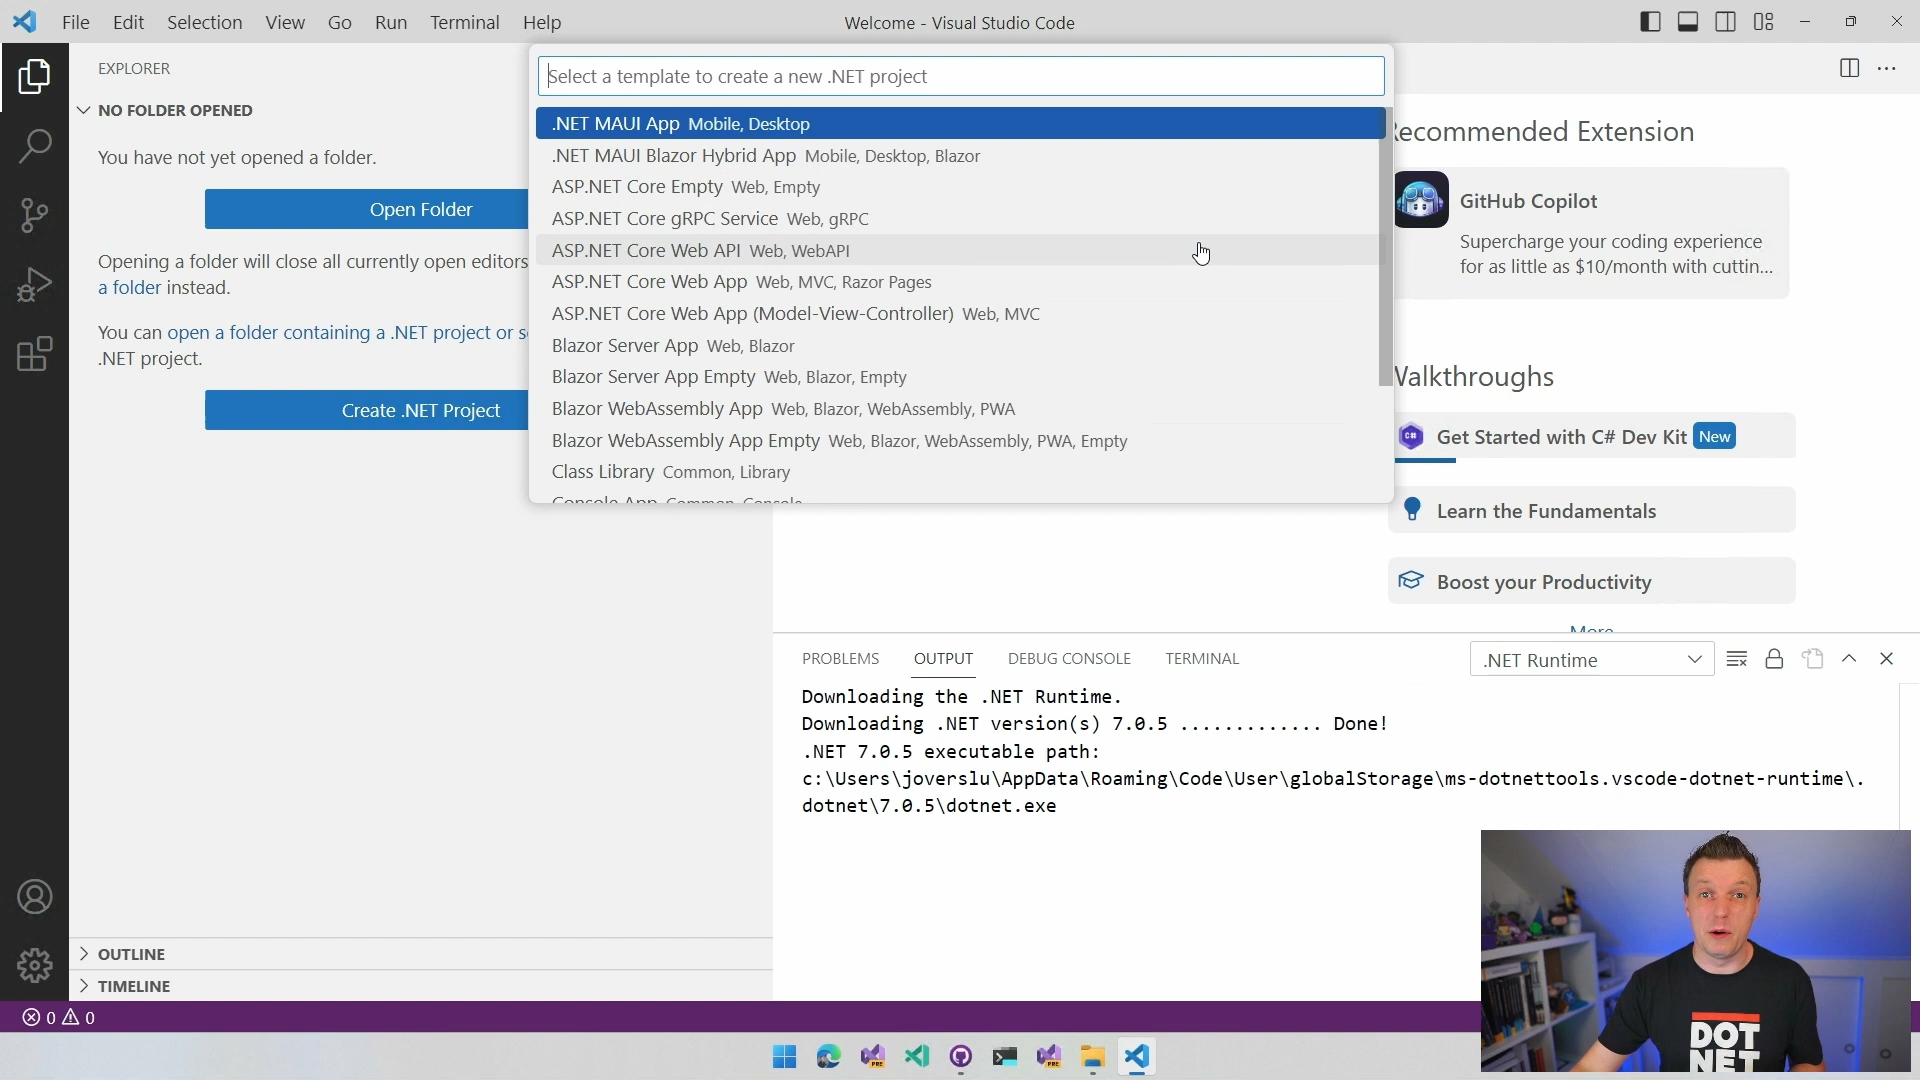 File Edit Selection View Go Run Terminal Help
Welcome - Visual Studio Code
EXPLORER
NO FOLDER OPENED
You have not yet opened a folder.
Open Folder
Opening a folder will close all currently open editors
a folder instead.
You can open a folder containing a .NET project or s
.NET project.
Create .NET Project
OUTLINE
TIMELINE
Select a template to create a new .NET project
.NET MAUI App Mobile, Desktop
.NET MAUI Blazor Hybrid App Mobile, Desktop, Blazor
ASP.NET Core Empty Web, Empty
ASP.NET Core gRPC Service Web, gRPC
ASP.NET Core Web API Web, WebAPI
ASP.NET Core Web App Web, MVC, Razor Pages
ASP.NET Core Web App (Model-View-Controller) Web, MVC
Blazor Server App Web, Blazor
Blazor Server App Empty Web, Blazor, Empty
Blazor WebAssembly App Web, Blazor, WebAssembly, PWA
Blazor WebAssembly App Empty Web, Blazor, WebAssembly, PWA, Empty
Class Library Common, Library
Console App Common, Console
Recommended Extension
GitHub Copilot
Supercharge your coding experience
for as little as $10/month with cuttin...
Walkthroughs
C# Get Started with C# Dev Kit New
Learn the Fundamentals
Boost your Productivity
More
PROBLEMS OUTPUT DEBUG CONSOLE TERMINAL
.NET Runtime
Downloading the .NET Runtime.
Downloading .NET version(s) 7.0.5 ............. Done!
.NET 7.0.5 executable path:
c:\Users\joverslu\AppData\Roaming\Code\User\globalStorage\ms-dotnettools.vscode-dotnet-runtime\.
dotnet\7.0.5\dotnet.exe
0 0
PRE PRE
DOT
NET